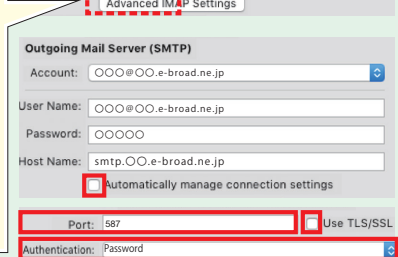 Advanced IMAP Settings
Outgoing Mail Server (SMTP)
Account: ○○○@○○.e-broad.ne.jp
User Name: ○○○@○○.e-broad.ne.jp
Password: ○○○○○
Host Name: smtp.○○.e-broad.ne.jp
Automatically manage connection settings
Port: 587 Use TLS/SSL
Authentication: Password